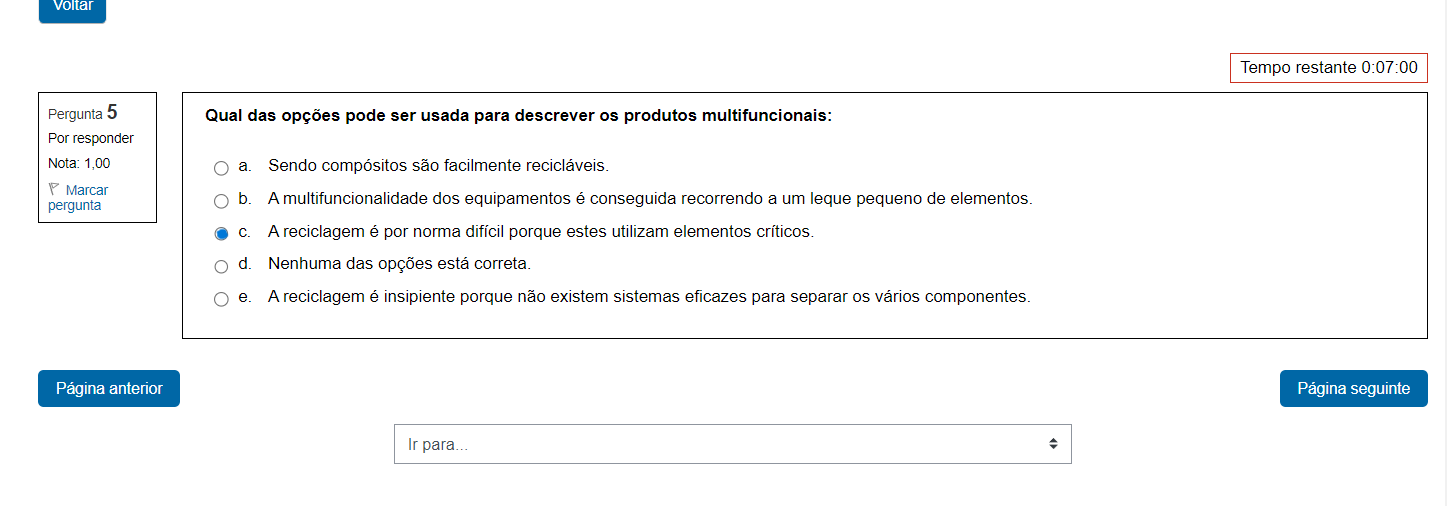 Voltar
Tempo restante 0:07:00
Pergunta 5
Por responder
Nota: 1,00
Marcar
pergunta
Qual das opções pode ser usada para descrever os produtos multifuncionais:
a. Sendo compósitos são facilmente recicláveis.
b. A multifuncionalidade dos equipamentos é conseguida recorrendo a um leque pequeno de elementos.
c. A reciclagem é por norma difícil porque estes utilizam elementos críticos.
d. Nenhuma das opções está correta.
e. A reciclagem é insipiente porque não existem sistemas eficazes para separar os vários componentes.
Página anterior
Página seguinte
Ir para...